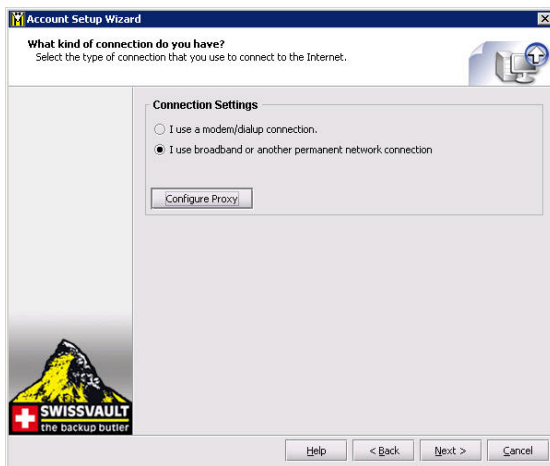 Account Setup Wizard
What kind of connection do you have?
Select the type of connection that you use to connect to the Internet.
Connection Settings
I use a modem/dialup connection.
I use broadband or another permanent network connection
Configure Proxy
SWISSVAULT
the backup butler
Help
< Back
Next >
Cancel